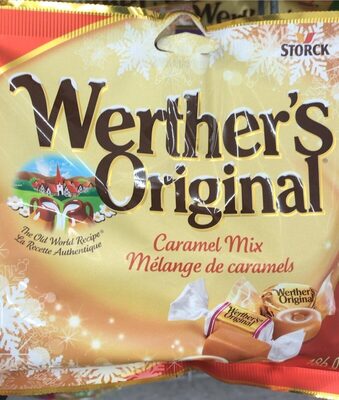 STORCK
Werther's
Original
The Old World Recipe
La Recette Authentique
Caramel Mix
Mélange de caramels
Werther's
Original
Werther's
Original